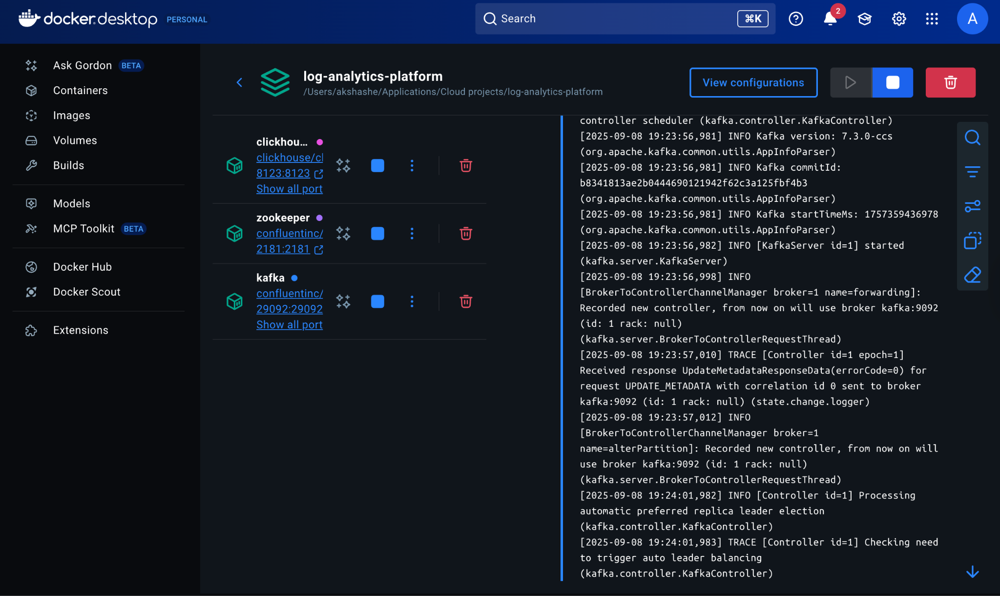 docker.desktop PERSONAL
Search
⌘K
2
A
Ask Gordon BETA
Containers
Images
Volumes
Builds
Models
MCP Toolkit BETA
Docker Hub
Docker Scout
Extensions
log-analytics-platform
/Users/akshashe/Applications/Cloud projects/log-analytics-platform
View configurations
clickhou...
clickhouse/cl
8123:8123
Show all port
zookeeper
confluentinc/
2181:2181
kafka
confluentinc/
29092:29092
Show all port
controller scheduler (kafka.controller.KafkaController)
[2025-09-08 19:23:56,981] INFO Kafka version: 7.3.0-ccs
(org.apache.kafka.common.utils.AppInfoParser)
[2025-09-08 19:23:56,981] INFO Kafka commitId:
b8341813ae2b0444690121942f62c3a125fbf4b3
(org.apache.kafka.common.utils.AppInfoParser)
[2025-09-08 19:23:56,981] INFO Kafka startTimeMs: 1757359436978
(org.apache.kafka.common.utils.AppInfoParser)
[2025-09-08 19:23:56,982] INFO [KafkaServer id=1] started
(kafka.server.KafkaServer)
[2025-09-08 19:23:56,998] INFO
[BrokerToControllerChannelManager broker=1 name=forwarding]:
Recorded new controller, from now on will use broker kafka:9092
(id: 1 rack: null)
(kafka.server.BrokerToControllerRequestThread)
[2025-09-08 19:23:57,010] TRACE [Controller id=1 epoch=1]
Received response UpdateMetadataResponseData(errorCode=0) for
request UPDATE_METADATA with correlation id 0 sent to broker
kafka:9092 (id: 1 rack: null) (state.change.logger)
[2025-09-08 19:23:57,012] INFO
[BrokerToControllerChannelManager broker=1
name=alterPartition]: Recorded new controller, from now on will
use broker kafka:9092 (id: 1 rack: null)
(kafka.server.BrokerToControllerRequestThread)
[2025-09-08 19:24:01,982] INFO [Controller id=1] Processing
automatic preferred replica leader election
(kafka.controller.KafkaController)
[2025-09-08 19:24:01,983] TRACE [Controller id=1] Checking need
to trigger auto leader balancing
(kafka.controller.KafkaController)